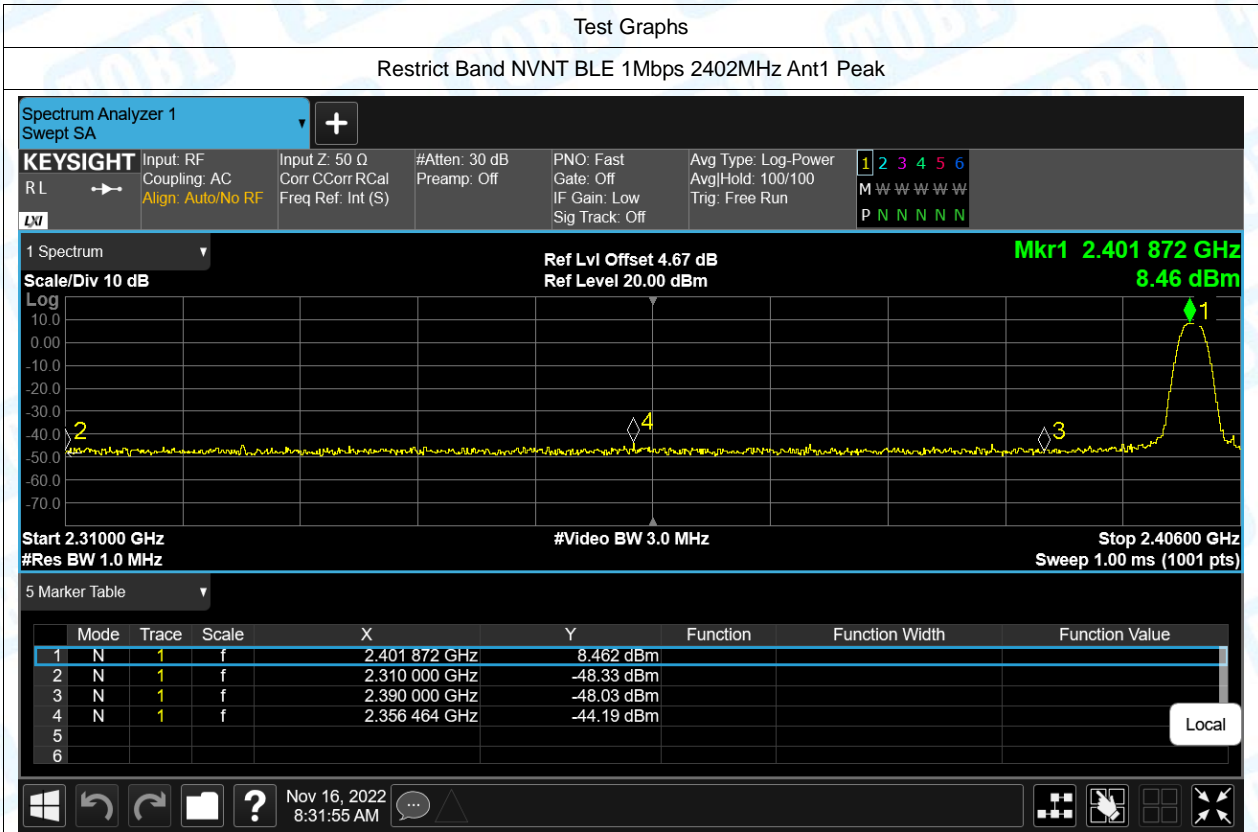 Test Graphs
Restrict Band NVNT BLE 1Mbps 2402MHz Ant1 Peak
Spectrum Analyzer 1
Swept SA
KEYSIGHT
RL
LXI
Input: RF
Coupling: AC
Align: Auto/No RF
Input Z: 50 Ω
Corr CCorr RCal
Freq Ref: Int (S)
#Atten: 30 dB
Preamp: Off
PNO: Fast
Gate: Off
IF Gain: Low
Sig Track: Off
Avg Type: Log-Power
Avg|Hold: 100/100
Trig: Free Run
1 2 3 4 5 6
M W W W W W
P N N N N N
1 Spectrum
Scale/Div 10 dB
Ref Lvl Offset 4.67 dB
Ref Level 20.00 dBm
Mkr1 2.401 872 GHz
8.46 dBm
Log
10.0
0.00
-10.0
-20.0
-30.0
-40.0
-50.0
-60.0
-70.0
1
2
4
3
Start 2.31000 GHz
#Video BW 3.0 MHz
Stop 2.40600 GHz
#Res BW 1.0 MHz
Sweep 1.00 ms (1001 pts)
5 Marker Table
Mode Trace Scale X Y Function Function Width Function Value
1 N 1 f 2.401 872 GHz 8.462 dBm
2 N 1 f 2.310 000 GHz -48.33 dBm
3 N 1 f 2.390 000 GHz -48.03 dBm
4 N 1 f 2.356 464 GHz -44.19 dBm
5
6
Local
?
Nov 16, 2022
8:31:55 AM
TOBY